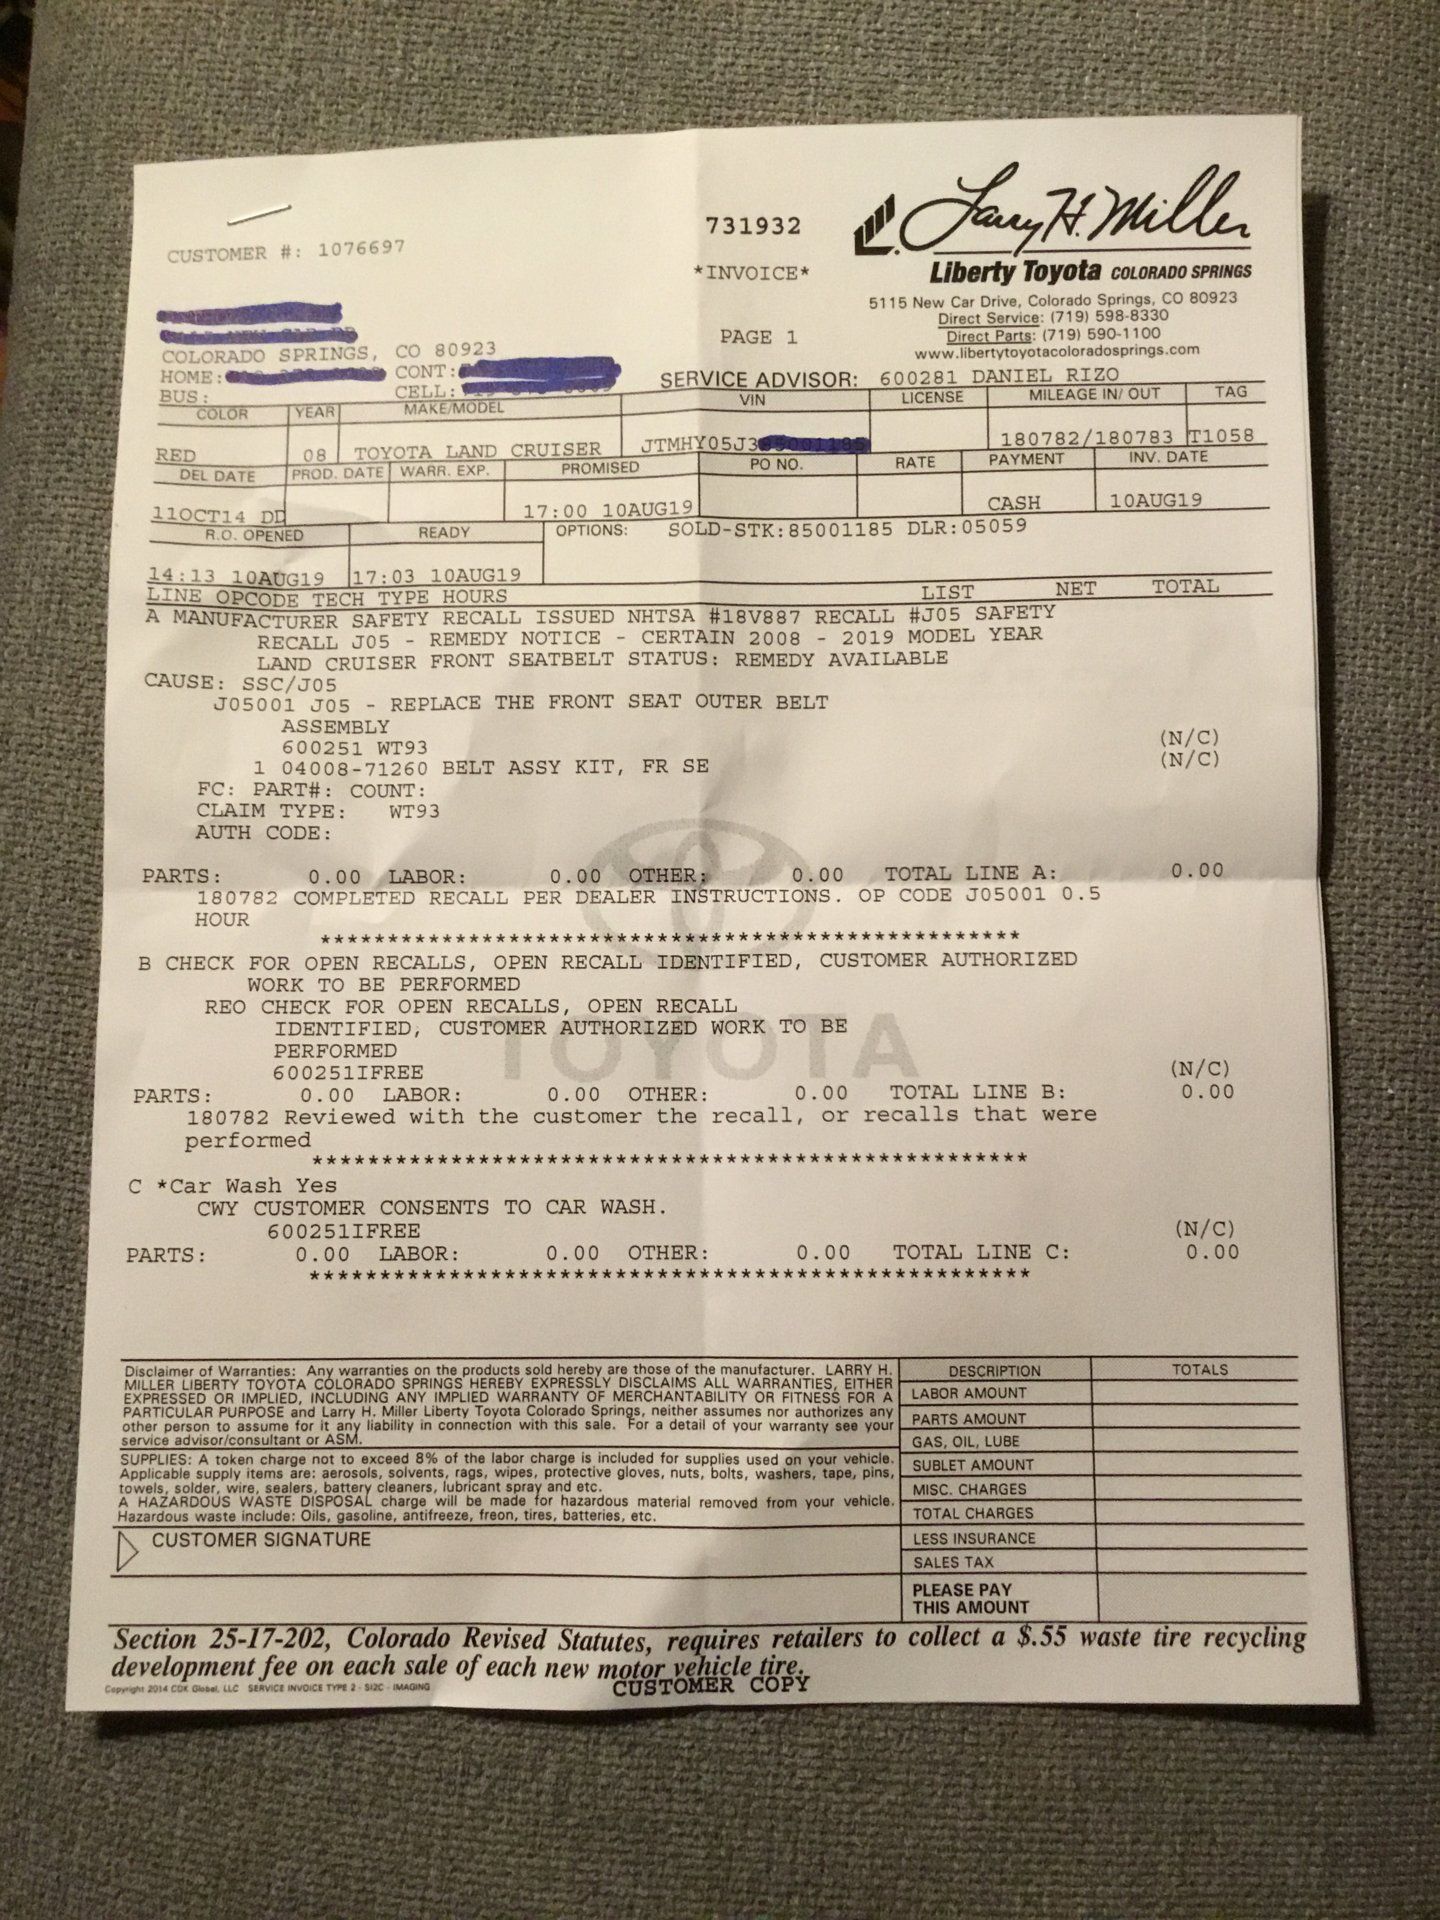 CUSTOMER #: 1076697
731932
*INVOICE*
PAGE 1
Larry H. Miller
Liberty Toyota COLORADO SPRINGS
5115 New Car Drive, Colorado Springs, CO 80923
Direct Service: (719) 598-8330
Direct Parts: (719) 590-1100
www.libertytoyotacoloradosprings.com
COLORADO SPRINGS, CO 80923
HOME: CONT:
BUS: CELL:
SERVICE ADVISOR: 600281 DANIEL RIZO
COLOR YEAR MAKE/MODEL VIN LICENSE MILEAGE IN/ OUT TAG
RED 08 TOYOTA LAND CRUISER JTMHY05J3 180782/180783 T1058
DEL DATE PROD. DATE WARR. EXP. PROMISED PO NO. RATE PAYMENT INV. DATE
11OCT14 DD 17:00 10AUG19 CASH 10AUG19
R.O. OPENED READY OPTIONS: SOLD-STK:85001185 DLR:05059
14:13 10AUG19 17:03 10AUG19
LINE OPCODE TECH TYPE HOURS LIST NET TOTAL
A MANUFACTURER SAFETY RECALL ISSUED NHTSA #18V887 RECALL #J05 SAFETY
RECALL J05 - REMEDY NOTICE - CERTAIN 2008 - 2019 MODEL YEAR
LAND CRUISER FRONT SEATBELT STATUS: REMEDY AVAILABLE
CAUSE: SSC/J05
J05001 J05 - REPLACE THE FRONT SEAT OUTER BELT
ASSEMBLY
600251 WT93 (N/C)
1 04008-71260 BELT ASSY KIT, FR SE (N/C)
FC: PART#: COUNT:
CLAIM TYPE: WT93
AUTH CODE:
PARTS: 0.00 LABOR: 0.00 OTHER: 0.00 TOTAL LINE A: 0.00
180782 COMPLETED RECALL PER DEALER INSTRUCTIONS. OP CODE J05001 0.5
HOUR
****************************************************
B CHECK FOR OPEN RECALLS, OPEN RECALL IDENTIFIED, CUSTOMER AUTHORIZED
WORK TO BE PERFORMED
REO CHECK FOR OPEN RECALLS, OPEN RECALL
IDENTIFIED, CUSTOMER AUTHORIZED WORK TO BE
TOYOTA
PERFORMED
600251IFREE (N/C)
PARTS: 0.00 LABOR: 0.00 OTHER: 0.00 TOTAL LINE B: 0.00
180782 Reviewed with the customer the recall, or recalls that were
performed
****************************************************
C *Car Wash Yes
CWY CUSTOMER CONSENTS TO CAR WASH.
600251IFREE (N/C)
PARTS: 0.00 LABOR: 0.00 OTHER: 0.00 TOTAL LINE C: 0.00
****************************************************
Disclaimer of Warranties: Any warranties on the products sold hereby are those of the manufacturer. LARRY H.
MILLER LIBERTY TOYOTA COLORADO SPRINGS HEREBY EXPRESSLY DISCLAIMS ALL WARRANTIES, EITHER
EXPRESSED OR IMPLIED, INCLUDING ANY IMPLIED WARRANTY OF MERCHANTABILITY OR FITNESS FOR A
PARTICULAR PURPOSE and Larry H. Miller Liberty Toyota Colorado Springs, neither assumes nor authorizes any
other person to assume for it any liability in connection with this sale. For a detail of your warranty see your
service advisor/consultant or ASM.
SUPPLIES: A token charge not to exceed 8% of the labor charge is included for supplies used on your vehicle.
Applicable supply items are: aerosols, solvents, rags, wipes, protective gloves, nuts, bolts, washers, tape, pins,
towels, solder, wire, sealers, battery cleaners, lubricant spray and etc.
A HAZARDOUS WASTE DISPOSAL charge will be made for hazardous material removed from your vehicle.
Hazardous waste include: Oils, gasoline, antifreeze, freon, tires, batteries, etc.
CUSTOMER SIGNATURE
DESCRIPTION TOTALS
LABOR AMOUNT
PARTS AMOUNT
GAS, OIL, LUBE
SUBLET AMOUNT
MISC. CHARGES
TOTAL CHARGES
LESS INSURANCE
SALES TAX
PLEASE PAY
THIS AMOUNT
Section 25-17-202, Colorado Revised Statutes, requires retailers to collect a $.55 waste tire recycling
development fee on each sale of each new motor vehicle tire.
Copyright 2014 CDK Global, LLC SERVICE INVOICE TYPE 2 - SI2C - IMAGING
CUSTOMER COPY